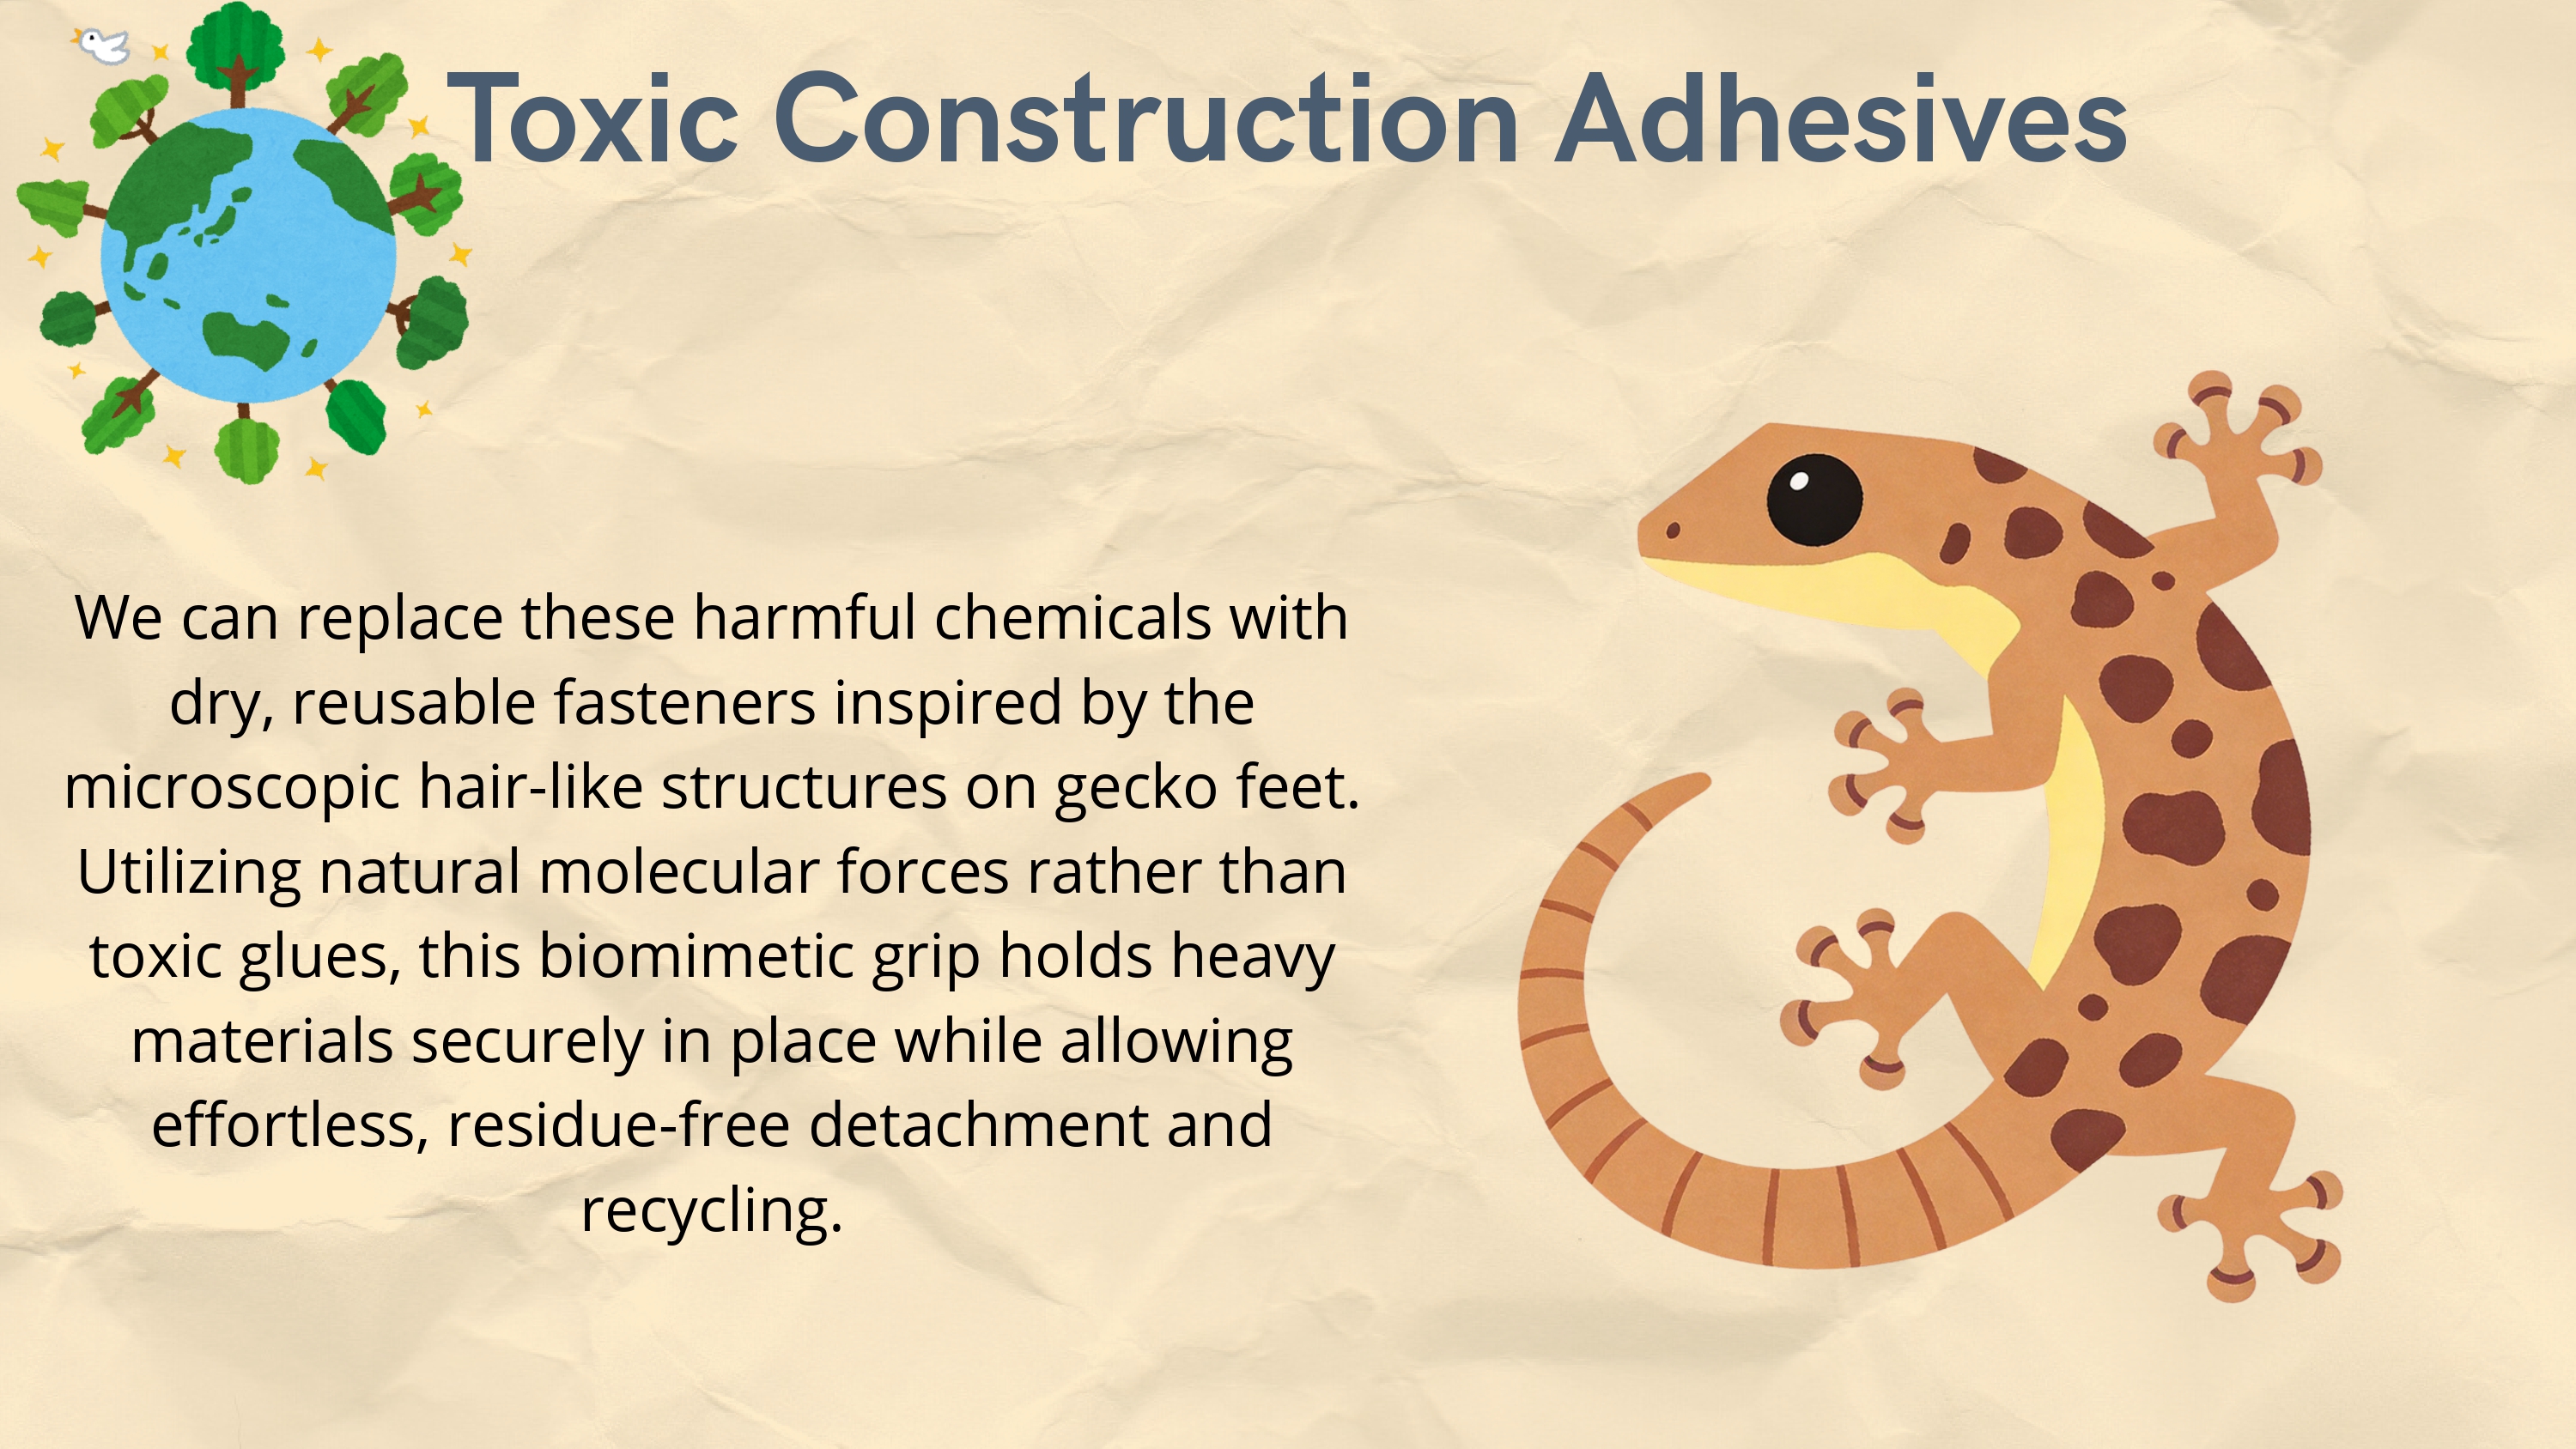 Toxic Construction Adhesives
We can replace these harmful chemicals with
dry, reusable fasteners inspired by the
microscopic hair-like structures on gecko feet.
Utilizing natural molecular forces rather than
toxic glues, this biomimetic grip holds heavy
materials securely in place while allowing
effortless, residue-free detachment and
recycling.